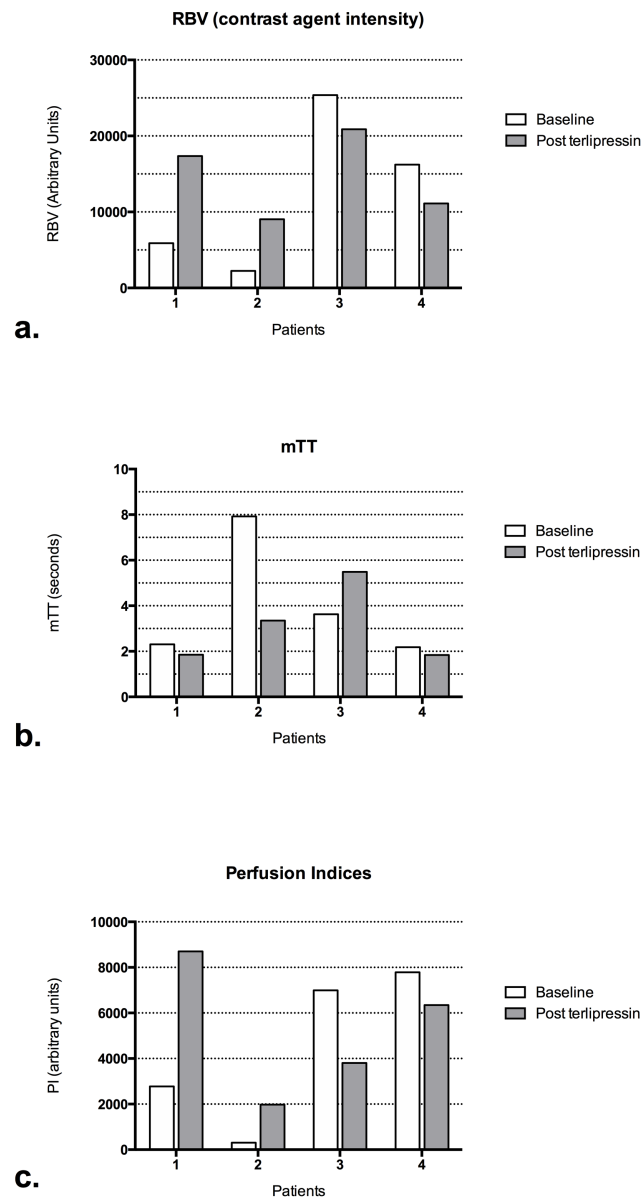 RBV (contrast agent intensity)
30000
20000
10000
0
RBV (Arbitrary Units)
1 2 3 4
Patients
Baseline
Post terlipressin
a.
mTT
10
8
6
4
2
0
mTT (seconds)
1 2 3 4
Patients
Baseline
Post terlipressin
b.
Perfusion Indices
10000
8000
6000
4000
2000
0
PI (arbitrary units)
1 2 3 4
Patients
Baseline
Post terlipressin
c.